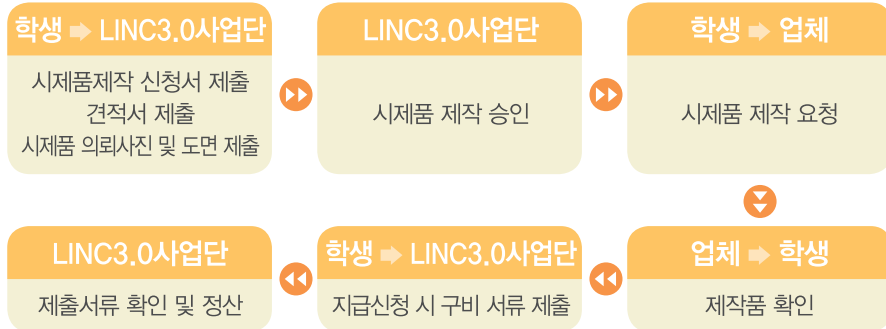 학생 ➡ LINC3.0사업단
시제품제작 신청서 제출
견적서 제출
시제품 의뢰사진 및 도면 제출
LINC3.0사업단
시제품 제작 승인
학생 ➡ 업체
시제품 제작 요청
업체 ➡ 학생
제작품 확인
학생 ➡ LINC3.0사업단
지급신청 시 구비 서류 제출
LINC3.0사업단
제출서류 확인 및 정산